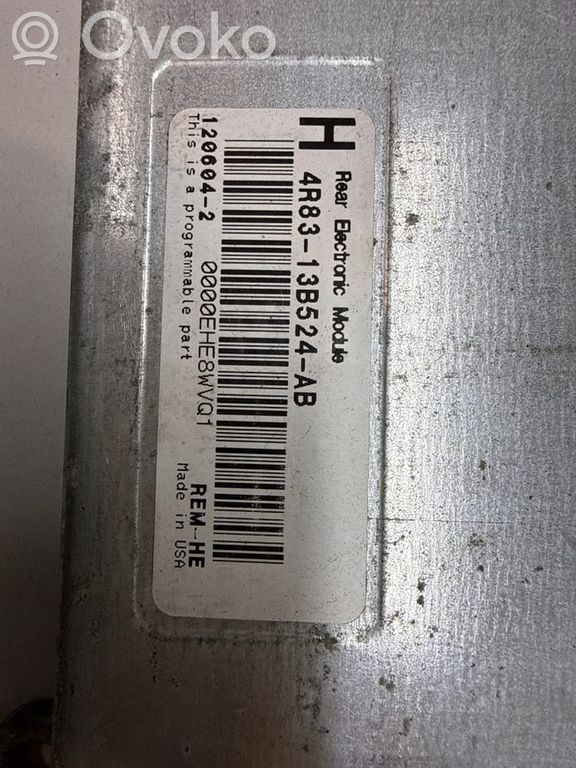 Ovoko
H Rear Electronic Module
4R83-13B524-AB
0000EHE8WVQ1 REM-HE
120604-2 Made in USA
This is a programmable part
Ovoko